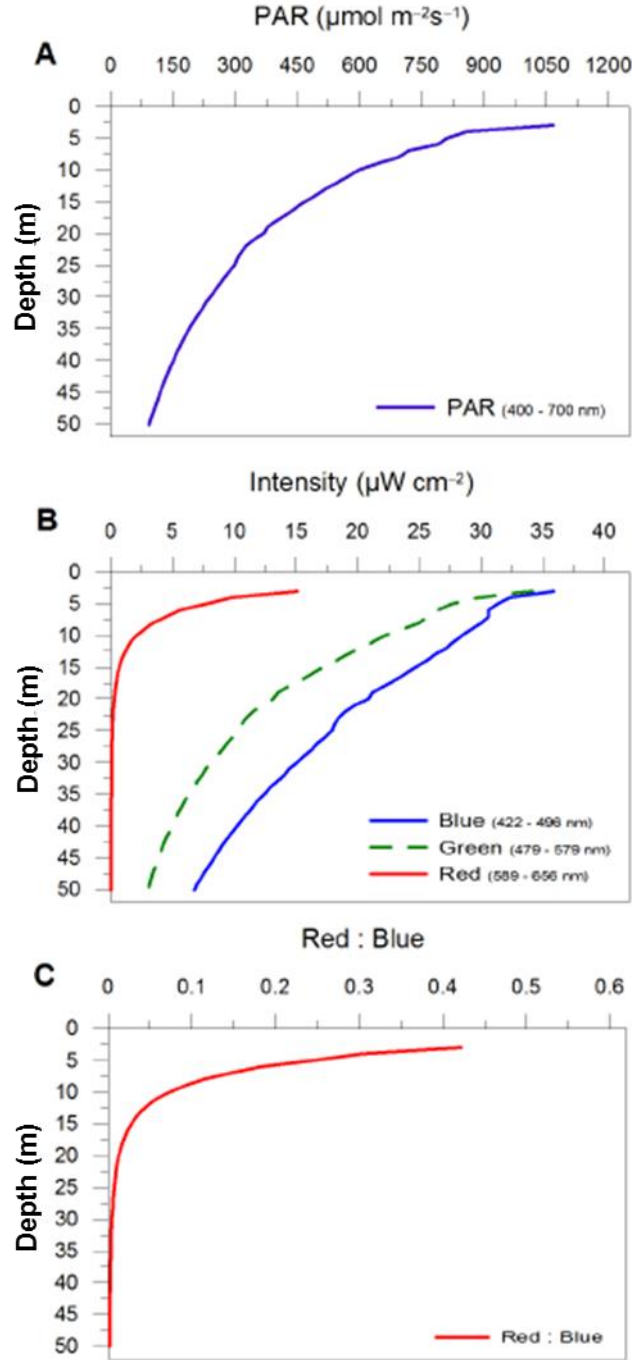 PAR (µmol m⁻²s⁻¹)
A
0 150 300 450 600 750 900 1050 1200
Depth (m)
0
5
10
15
20
25
30
35
40
45
50
PAR (400 - 700 nm)
Intensity (µW cm⁻²)
B
0 5 10 15 20 25 30 35 40
Depth (m)
0
5
10
15
20
25
30
35
40
45
50
Blue (422 - 496 nm)
Green (479 - 579 nm)
Red (589 - 656 nm)
Red : Blue
C
0 0.1 0.2 0.3 0.4 0.5 0.6
Depth (m)
0
5
10
15
20
25
30
35
40
45
50
Red : Blue